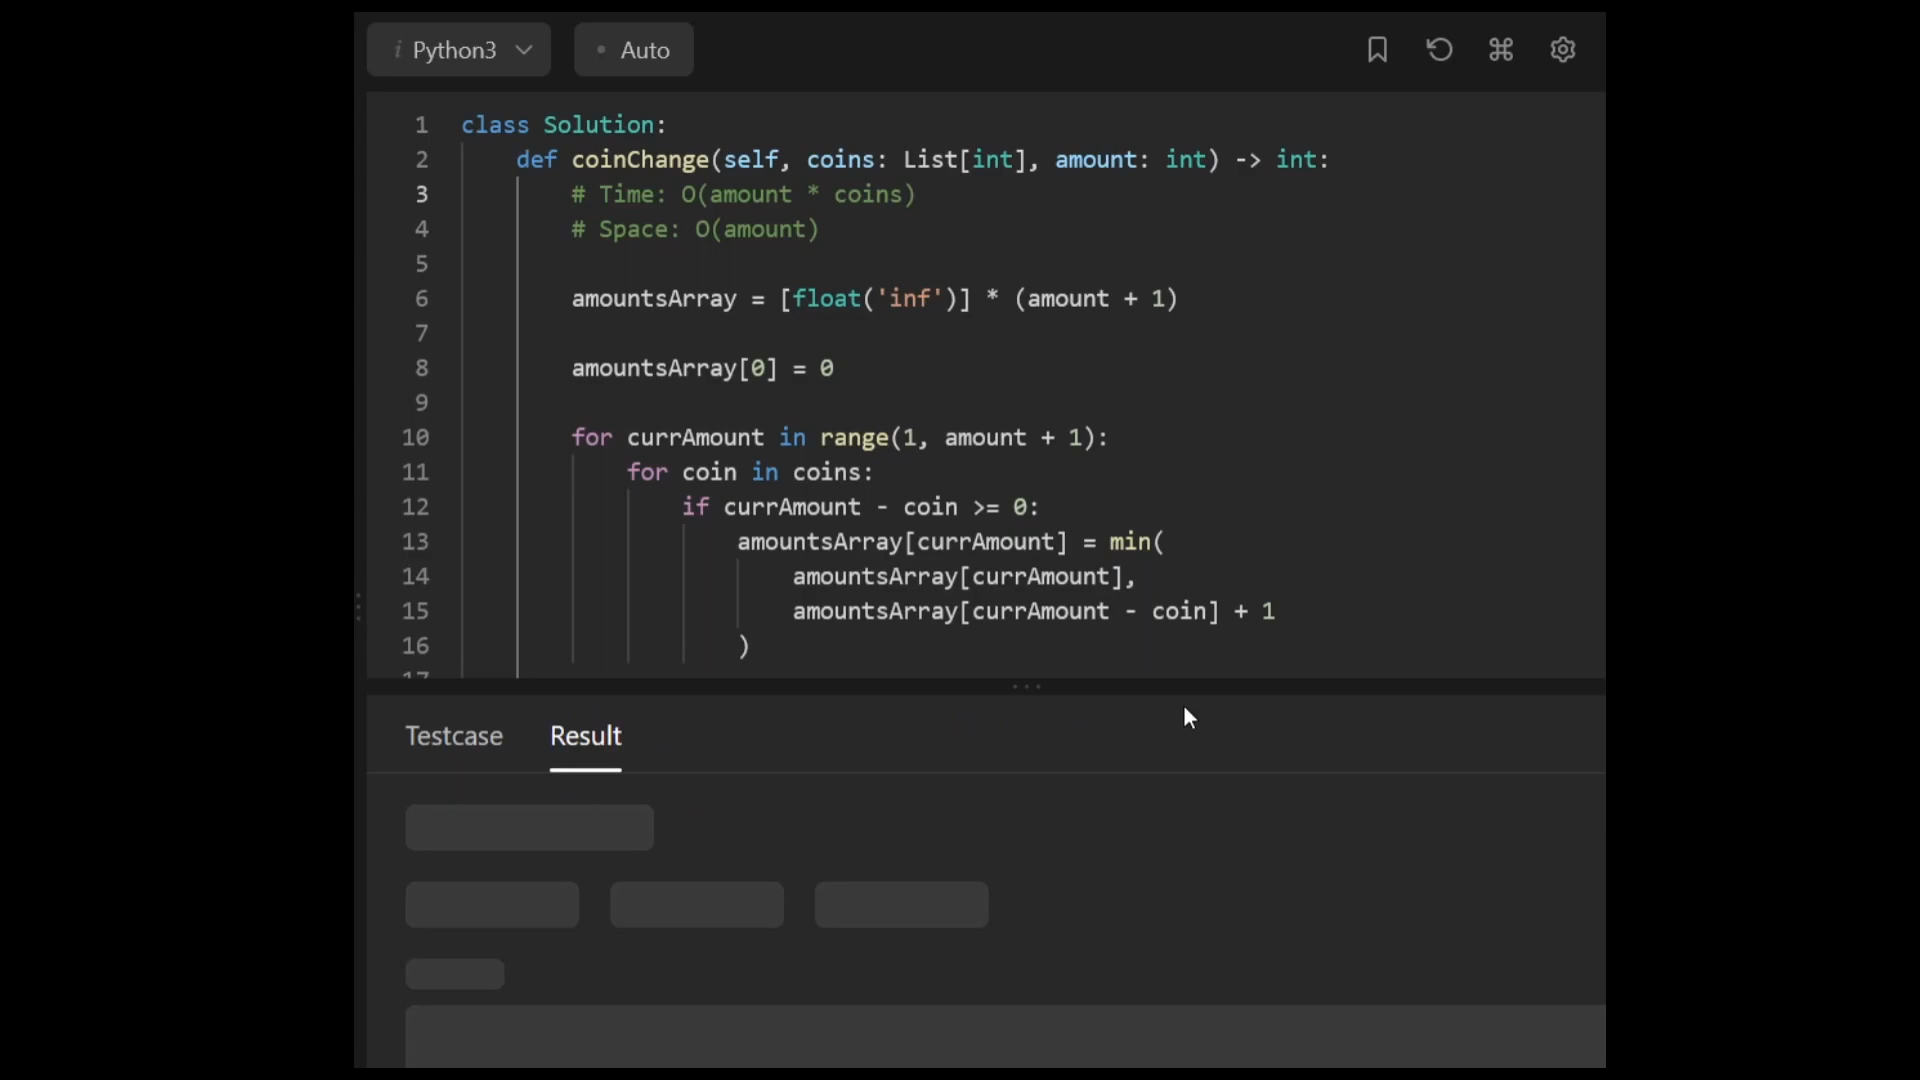 i Python3 • Auto
1 class Solution:
2     def coinChange(self, coins: List[int], amount: int) -> int:
3         # Time: O(amount * coins)
4         # Space: O(amount)
5
6         amountsArray = [float('inf')] * (amount + 1)
7
8         amountsArray[0] = 0
9
10         for currAmount in range(1, amount + 1):
11             for coin in coins:
12                 if currAmount - coin >= 0:
13                     amountsArray[currAmount] = min(
14                         amountsArray[currAmount],
15                         amountsArray[currAmount - coin] + 1
16                     )
17
Testcase Result